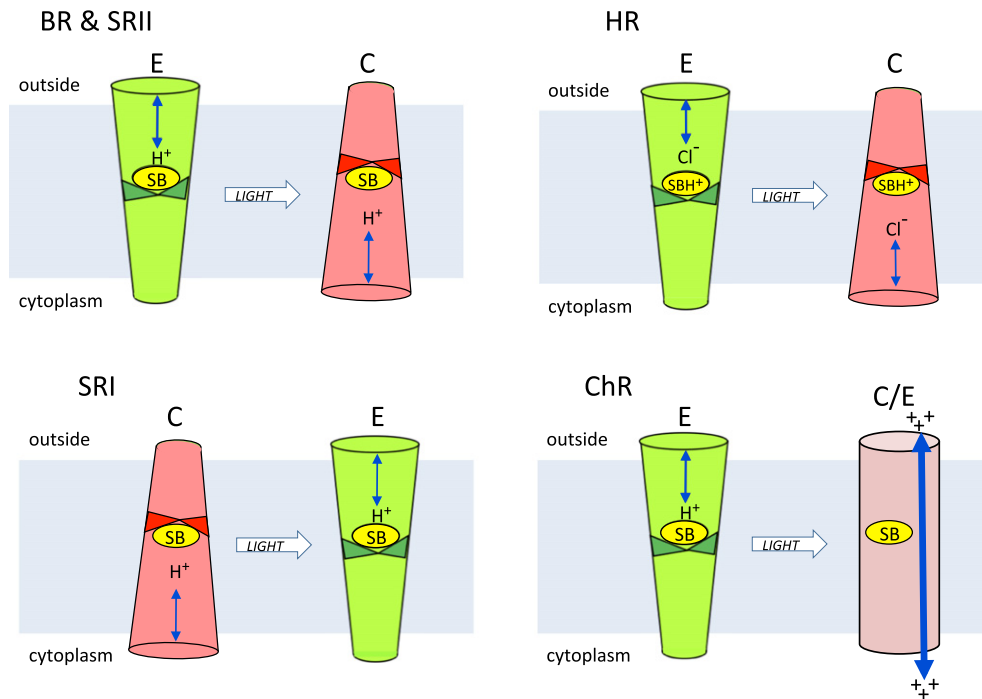 BR & SRII
E
C
outside
H⁺
SB
LIGHT
SB
H⁺
cytoplasm
HR
E
C
outside
Cl⁻
SBH⁺
LIGHT
SBH⁺
Cl⁻
cytoplasm
SRI
C
E
outside
SB
H⁺
LIGHT
H⁺
SB
cytoplasm
ChR
E
C/E
outside
+++
H⁺
SB
LIGHT
SB
cytoplasm
+++